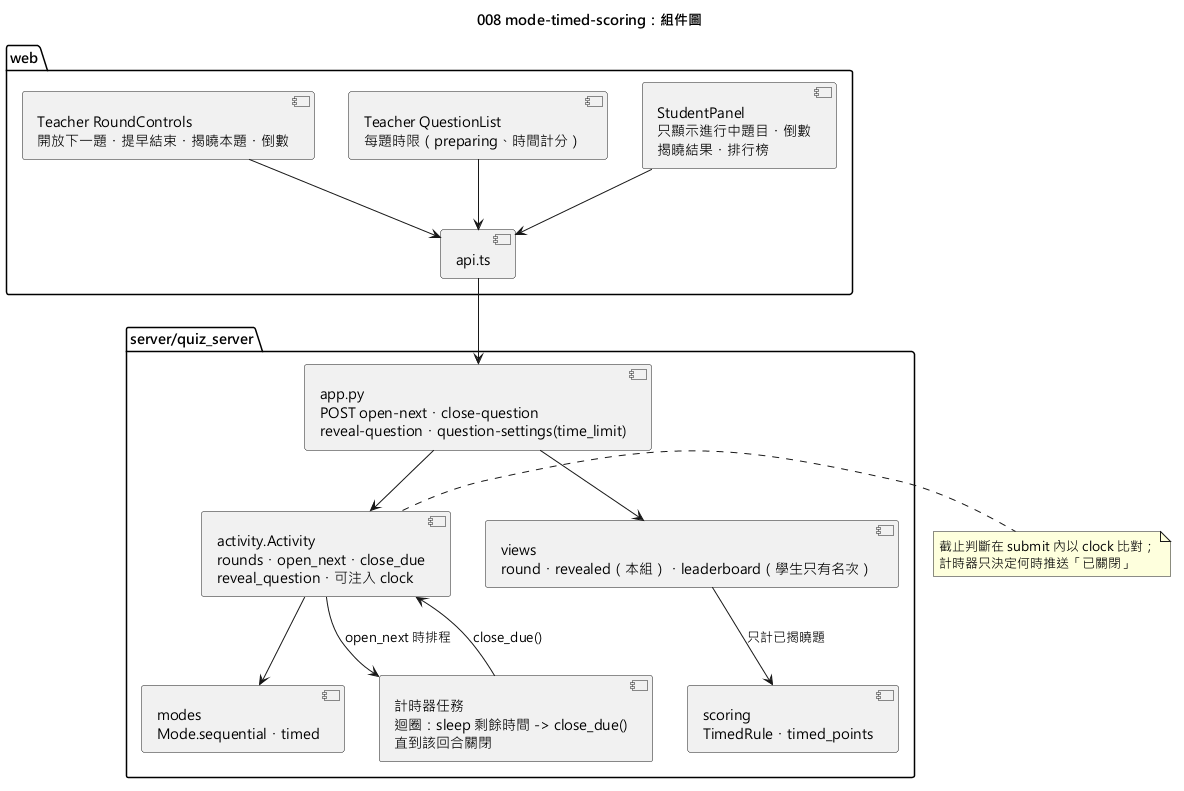 008 mode-timed-scoring：組件圖
web
Teacher RoundControls
開放下一題．提早結束．揭曉本題．倒數
Teacher QuestionList
每題時限（preparing、時間計分）
StudentPanel
只顯示進行中題目．倒數
揭曉結果．排行榜
api.ts
server/quiz_server
app.py
POST open-next．close-question
reveal-question．question-settings(time_limit)
activity.Activity
rounds．open_next．close_due
reveal_question．可注入 clock
views
round．revealed（本組）．leaderboard（學生只有名次）
截止判斷在 submit 內以 clock 比對；
計時器只決定何時推送「已關閉」
open_next 時排程
close_due()
只計已揭曉題
modes
Mode.sequential．timed
計時器任務
迴圈：sleep 剩餘時間 -> close_due()
直到該回合關閉
scoring
TimedRule．timed_points